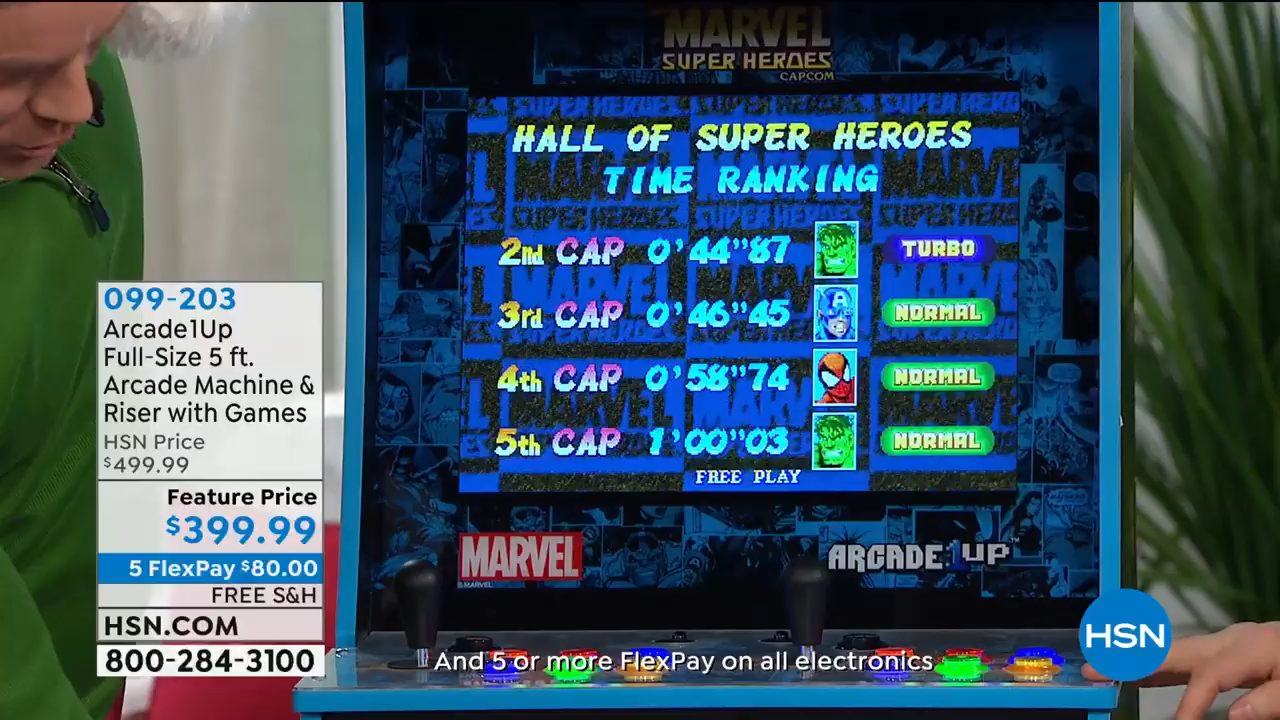 MARVEL
SUPER HEROES
CAPCOM
HALL OF SUPER HEROES
TIME RANKING
2nd CAP 0'44"87 TURBO
3rd CAP 0'46"45 NORMAL
4th CAP 0'58"74 NORMAL
5th CAP 1'00"03 NORMAL
FREE PLAY
MARVEL
© MARVEL
ARCADE1UP™
099-203
Arcade1Up
Full-Size 5 ft.
Arcade Machine &
Riser with Games
HSN Price
$499.99
Feature Price
$399.99
5 FlexPay $80.00
FREE S&H
HSN.COM
800-284-3100
HSN
And 5 or more FlexPay on all electronics